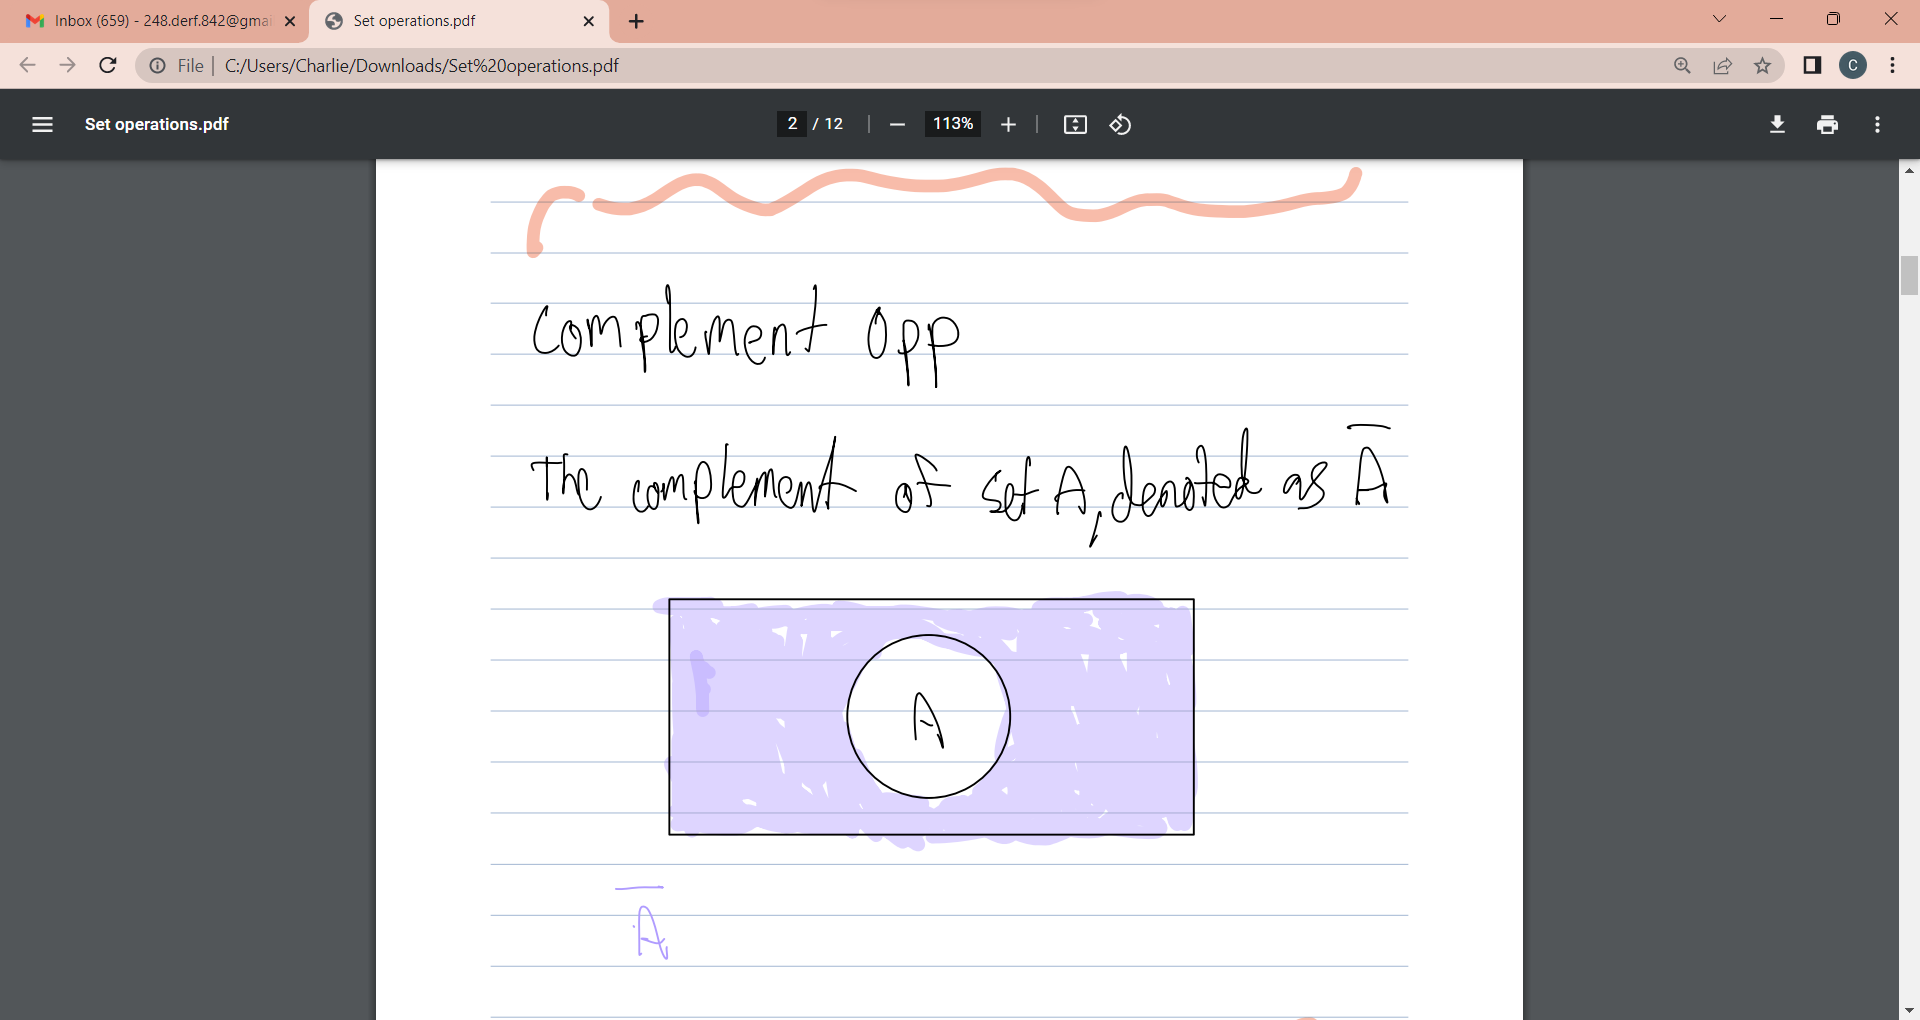 Inbox (659) - 248.derf.842@gmai
Set operations.pdf
File | C:/Users/Charlie/Downloads/Set%20operations.pdf
C
Set operations.pdf
2 / 12
113%
Complement Opp
The complement of set A, denoted as A̅
A
A̅